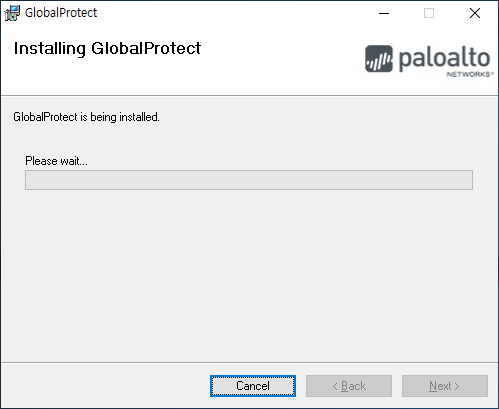 GlobalProtect
Installing GlobalProtect
paloalto
NETWORKS®
GlobalProtect is being installed.
Please wait...
Cancel
< Back
Next >